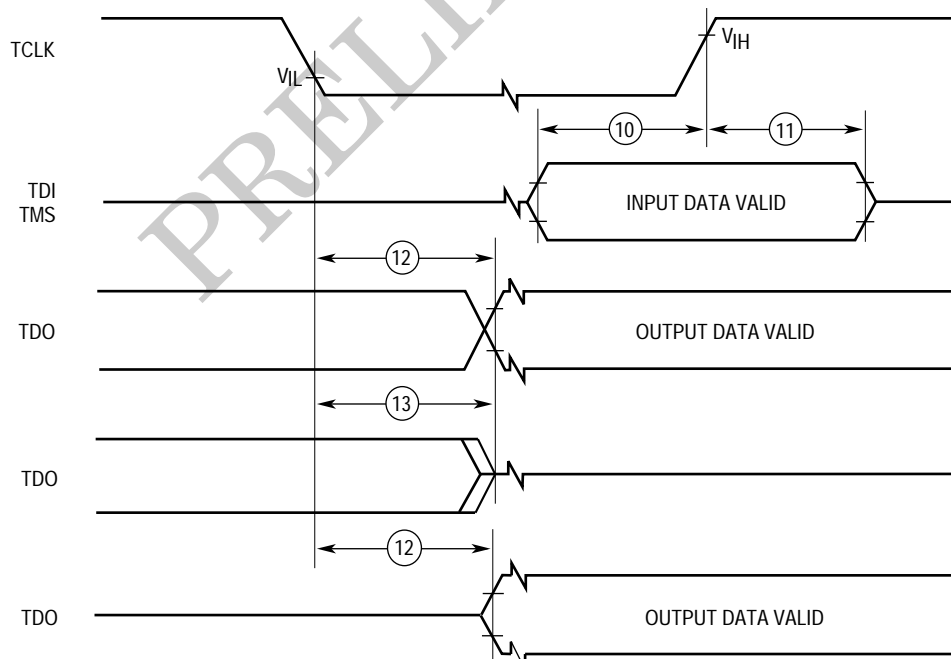 PRELI
TCLK
VIL
VIH
10
11
TDI
TMS
INPUT DATA VALID
12
TDO
OUTPUT DATA VALID
13
TDO
12
TDO
OUTPUT DATA VALID